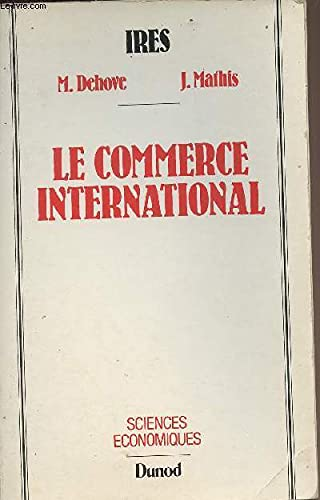 IRES
M. Dehove J. Mathis
LE COMMERCE
INTERNATIONAL
SCIENCES
ECONOMIQUES
Dunod